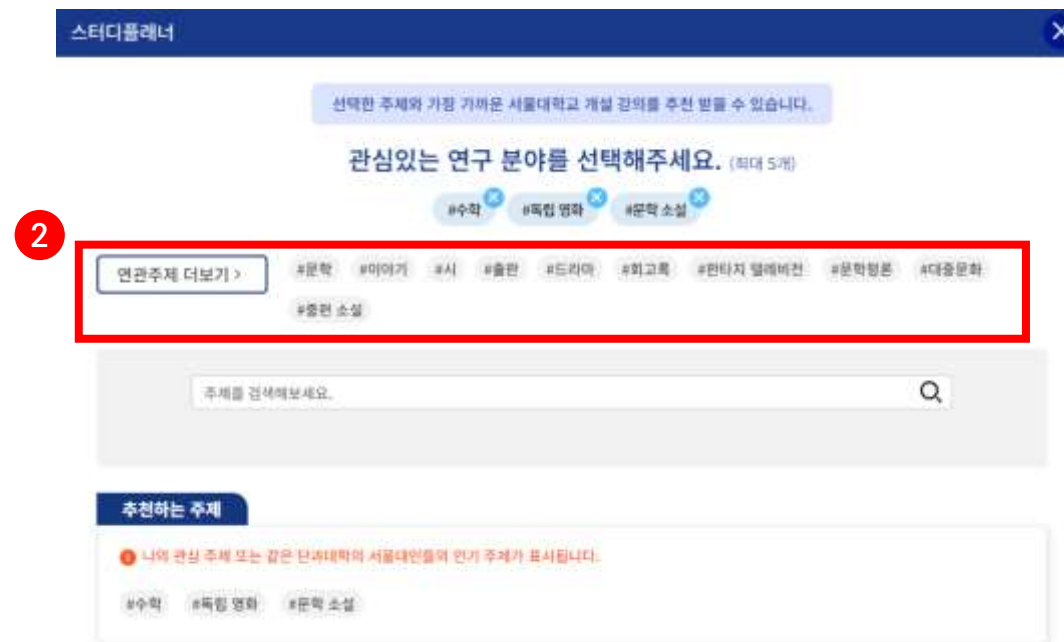 스터디플래너
선택한 주제와 가장 가까운 서울대학교 개설 강의를 추천 받을 수 있습니다.
관심있는 연구 분야를 선택해주세요. (최대 5개)
#수학 #독립 영화 #문학 소설
2
연관주제 더보기 > #문학 #이야기 #시 #출판 #드라마 #회고록 #판타지 텔레비전 #문학평론 #대중문화
#중편 소설
주제를 검색해보세요.
추천하는 주제
나의 관심 주제 또는 같은 단과대학의 서울대인들의 인기 주제가 표시됩니다.
#수학 #독립 영화 #문학 소설